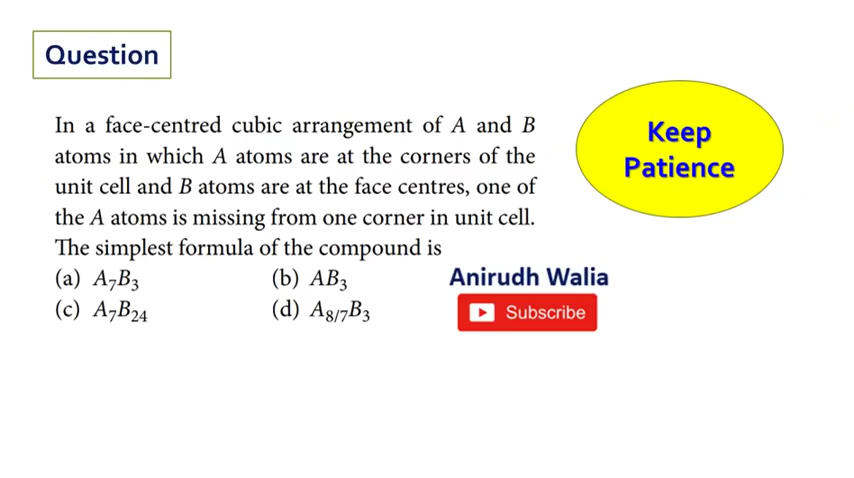 Question
In a face-centred cubic arrangement of A and B
atoms in which A atoms are at the corners of the
unit cell and B atoms are at the face centres, one of
the A atoms is missing from one corner in unit cell.
The simplest formula of the compound is
(a) A₇B₃ (b) AB₃
(c) A₇B₂₄ (d) A₈/₇B₃
Keep
Patience
Anirudh Walia
Subscribe